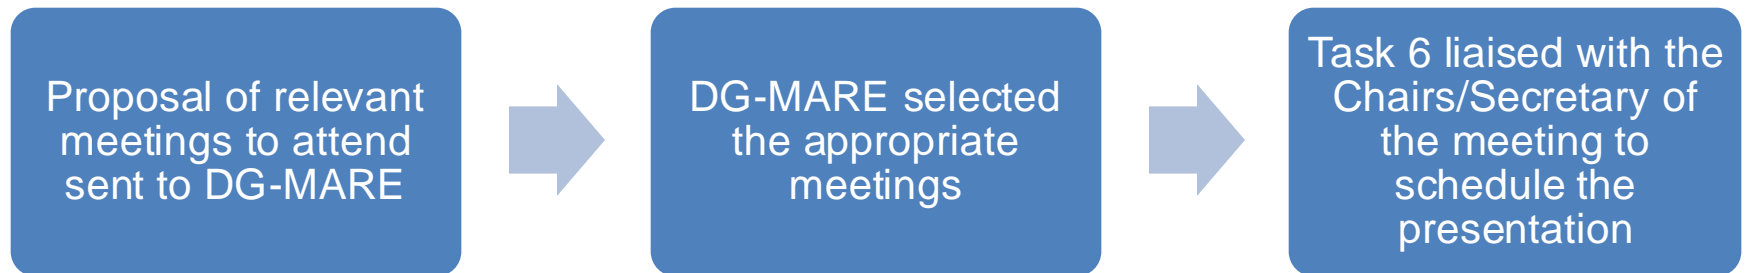 Proposal of relevant
meetings to attend
sent to DG-MARE
DG-MARE selected
the appropriate
meetings
Task 6 liaised with the
Chairs/Secretary of
the meeting to
schedule the
presentation